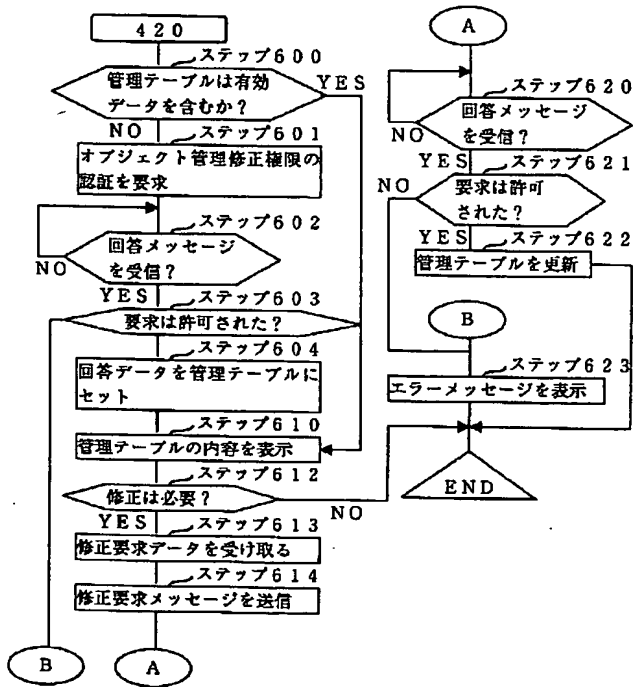 420
ステップ600
管理テーブルは有効
データを含むか?
YES
NO
ステップ601
オブジェクト管理修正権限の
認証を要求
ステップ602
回答メッセージ
を受信?
NO
YES
ステップ603
要求は許可された?
ステップ604
回答データを管理テーブルに
セット
ステップ610
管理テーブルの内容を表示
ステップ612
修正は必要?
NO
YES
ステップ613
修正要求データを受け取る
ステップ614
修正要求メッセージを送信
B
A
A
ステップ620
回答メッセージ
を受信?
NO
YES
ステップ621
NO
要求は許可
された?
YES
ステップ622
管理テーブルを更新
B
ステップ623
エラーメッセージを表示
END